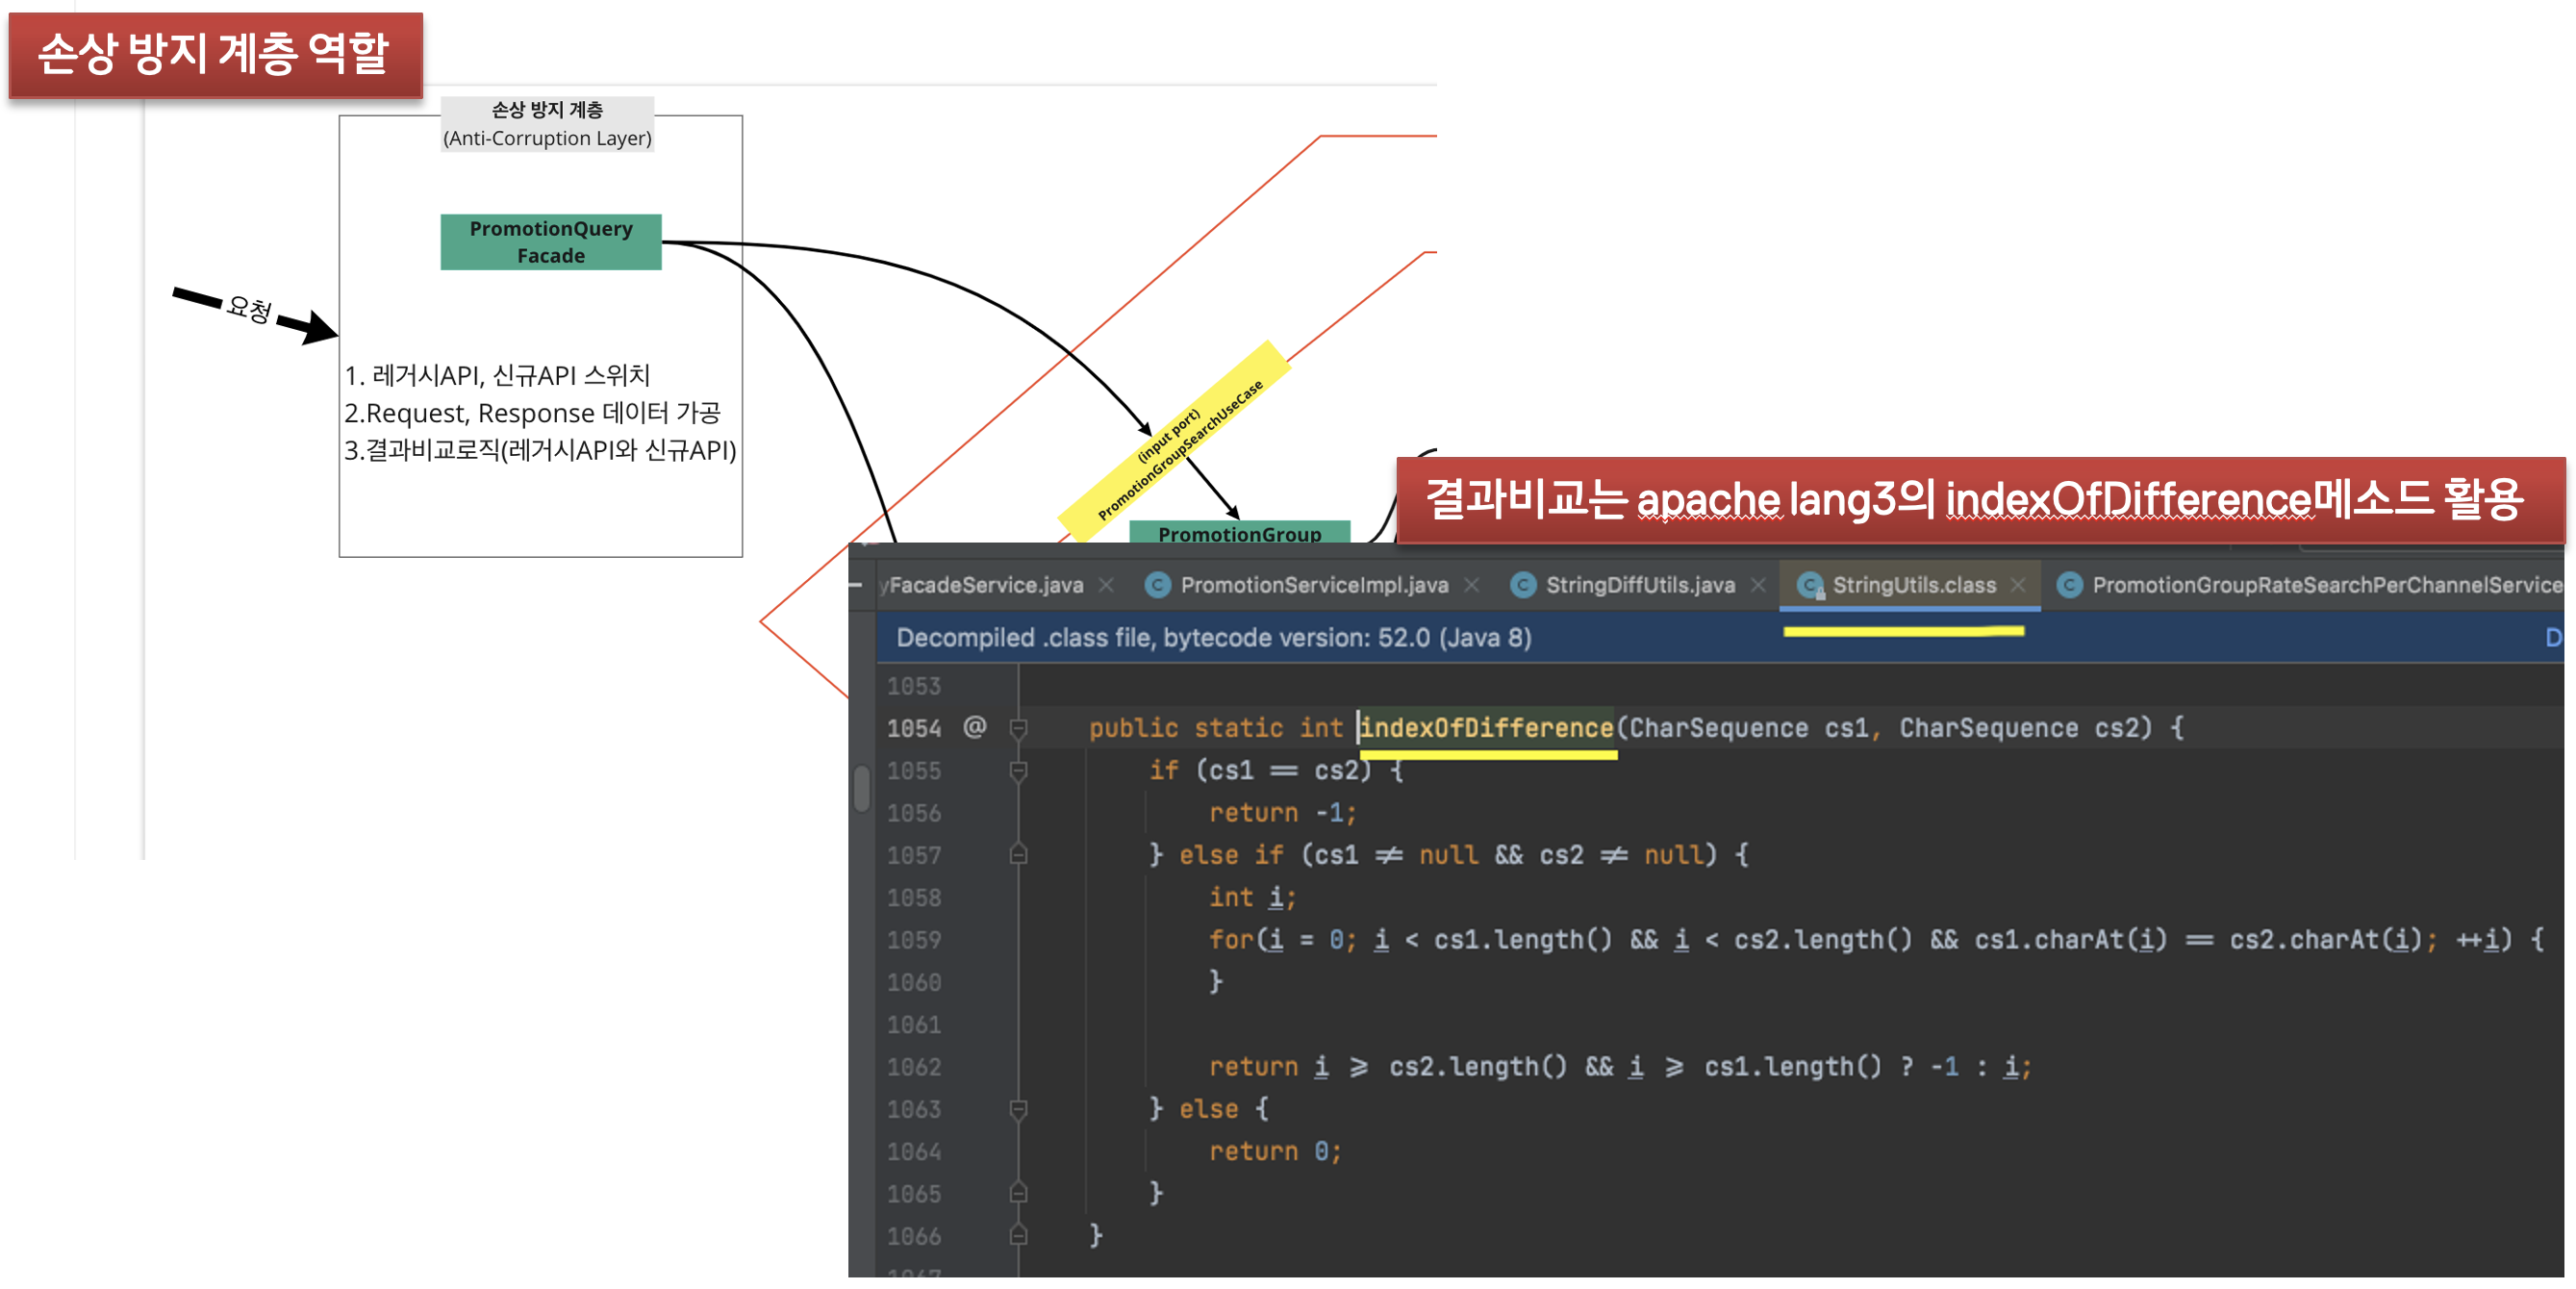 손상 방지 계층 역할
손상 방지 계층
(Anti-Corruption Layer)
PromotionQuery
Facade
요청
1. 레거시API, 신규API 스위치
2.Request, Response 데이터 가공
3.결과비교로직(레거시API와 신규API)
(input port)
PromotionGroupSearchUseCase
PromotionGroup
결과비교는 apache lang3의 indexOfDifference메소드 활용
yFacadeService.java PromotionServiceImpl.java StringDiffUtils.java StringUtils.class PromotionGroupRateSearchPerChannelService
Decompiled .class file, bytecode version: 52.0 (Java 8) D
1053
1054 @ public static int indexOfDifference(CharSequence cs1, CharSequence cs2) {
1055 if (cs1 == cs2) {
1056 return -1;
1057 } else if (cs1 != null && cs2 != null) {
1058 int i;
1059 for(i = 0; i < cs1.length() && i < cs2.length() && cs1.charAt(i) == cs2.charAt(i); ++i) {
1060 }
1061
1062 return i >= cs2.length() && i >= cs1.length() ? -1 : i;
1063 } else {
1064 return 0;
1065 }
1066 }
1067